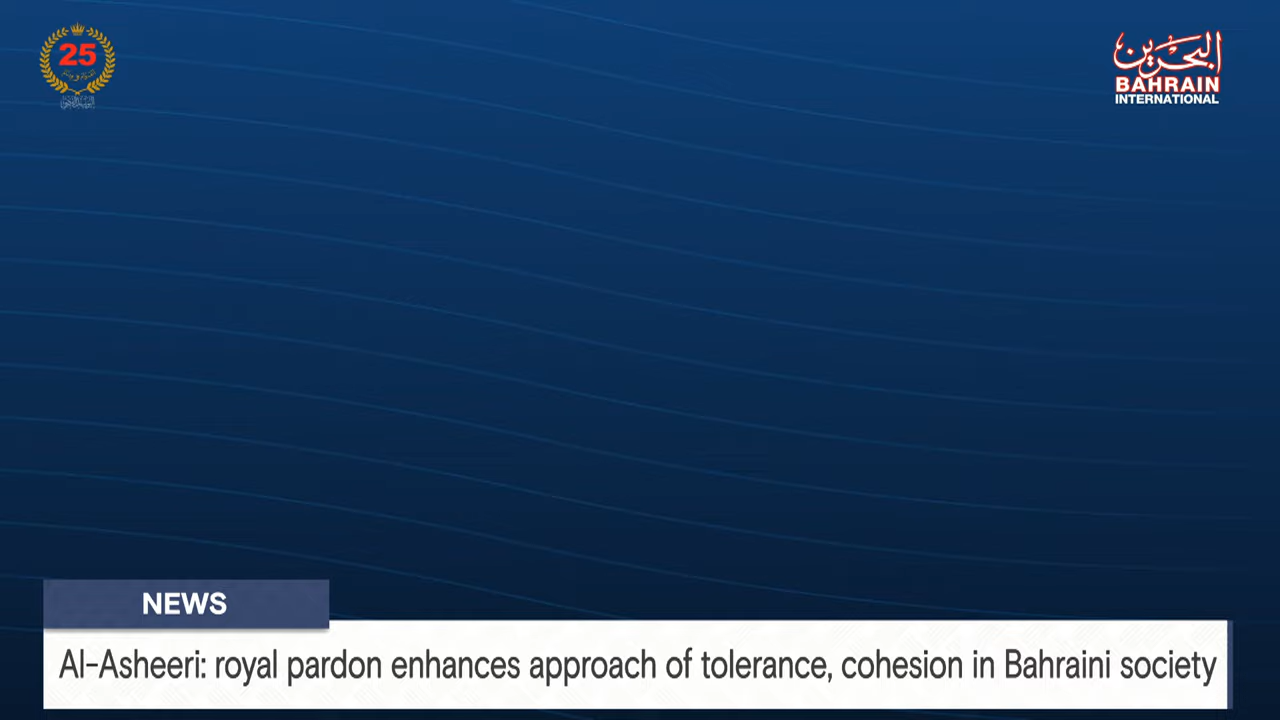 25
البحرين
BAHRAIN
INTERNATIONAL
NEWS
Al-Asheeri: royal pardon enhances approach of tolerance, cohesion in Bahraini society